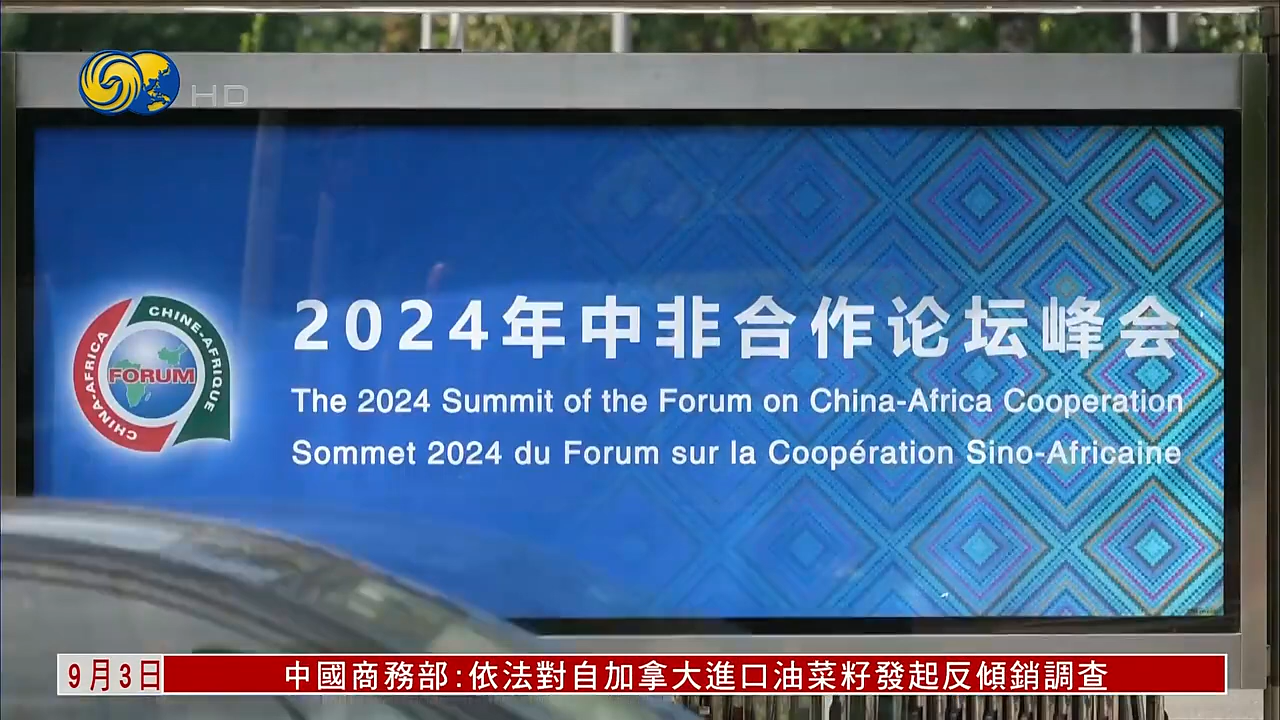 HD
2024年中非合作论坛峰会
The 2024 Summit of the Forum on China-Africa Cooperation
Sommet 2024 du Forum sur la Coopération Sino-Africaine
CHINE-AFRIQUE
FORUM
CHINA-AFRICA
9月3日
中國商務部:依法對自加拿大進口油菜籽發起反傾銷調查